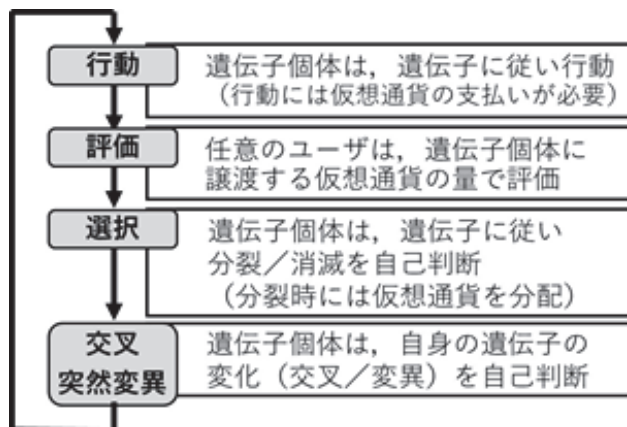 行動
遺伝子個体は，遺伝子に従い行動
（行動には仮想通貨の支払いが必要）
評価
任意のユーザは，遺伝子個体に
譲渡する仮想通貨の量で評価
選択
遺伝子個体は，遺伝子に従い
分裂／消滅を自己判断
（分裂時には仮想通貨を分配）
交叉
突然変異
遺伝子個体は，自身の遺伝子の
変化（交叉／変異）を自己判断